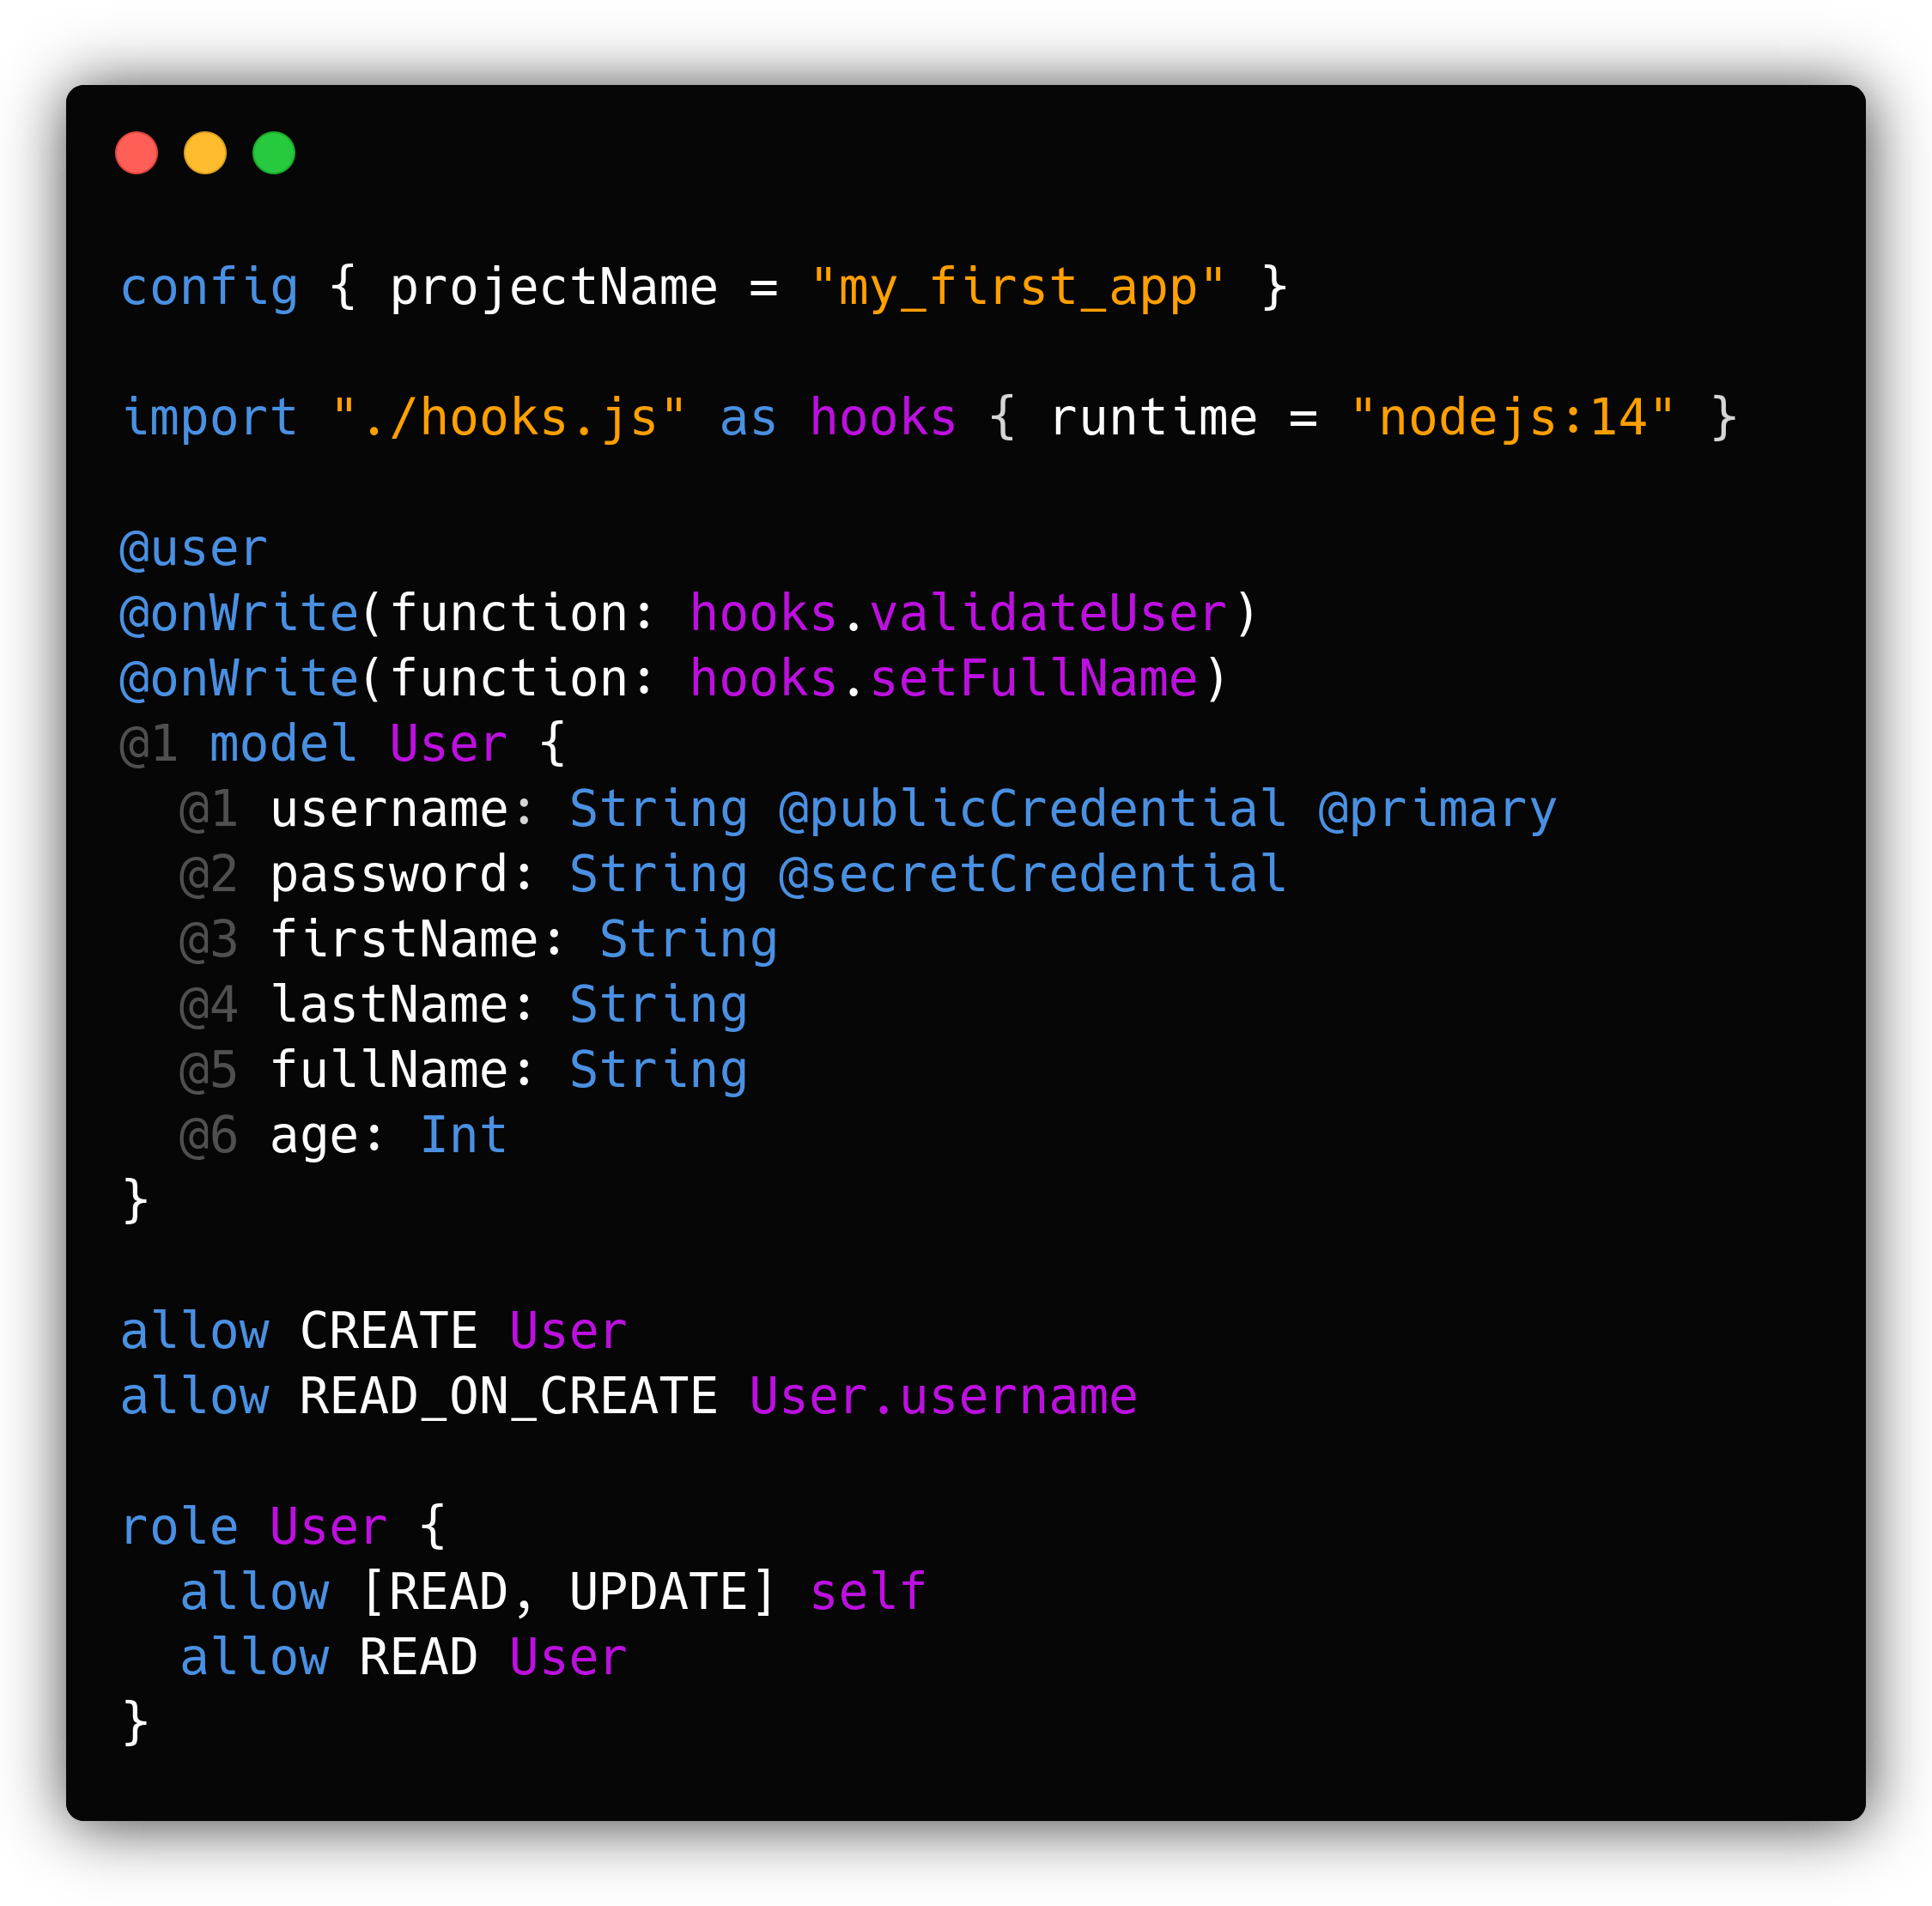 config { projectName = "my_first_app" }
import "./hooks.js" as hooks { runtime = "nodejs:14" }
@user
@onWrite(function: hooks.validateUser)
@onWrite(function: hooks.setFullName)
@1 model User {
  @1 username: String @publicCredential @primary
  @2 password: String @secretCredential
  @3 firstName: String
  @4 lastName: String
  @5 fullName: String
  @6 age: Int
}
allow CREATE User
allow READ_ON_CREATE User.username
role User {
  allow [READ, UPDATE] self
  allow READ User
}